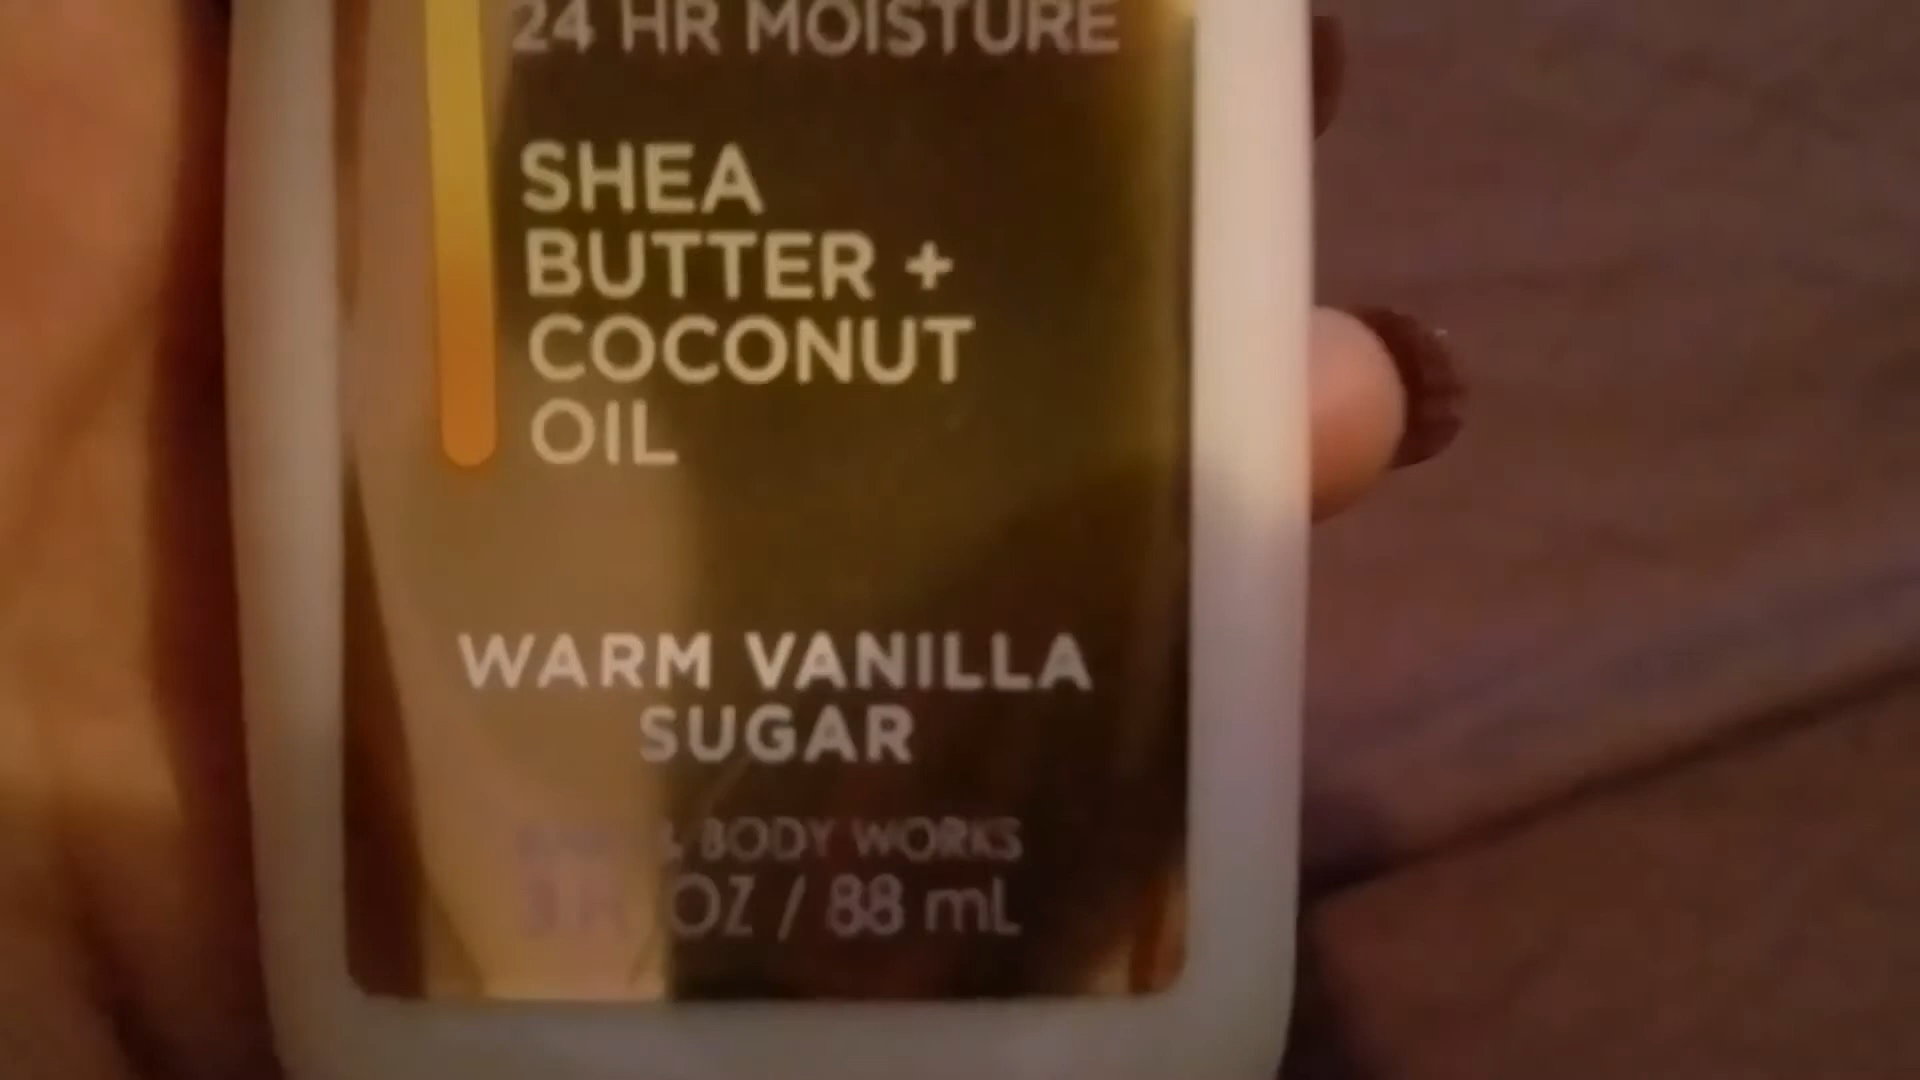 24 HR MOISTURE
SHEA
BUTTER +
COCONUT
OIL
WARM VANILLA
SUGAR
& BODY WORKS
OZ / 88 mL